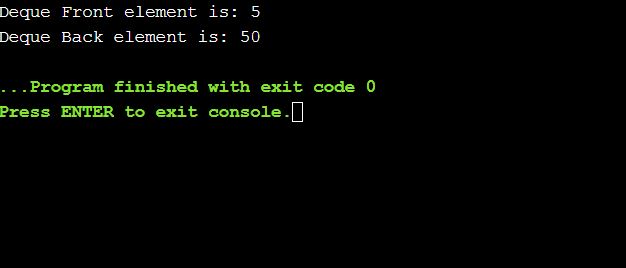 Deque Front element is: 5
Deque Back element is: 50
...Program finished with exit code 0
Press ENTER to exit console.